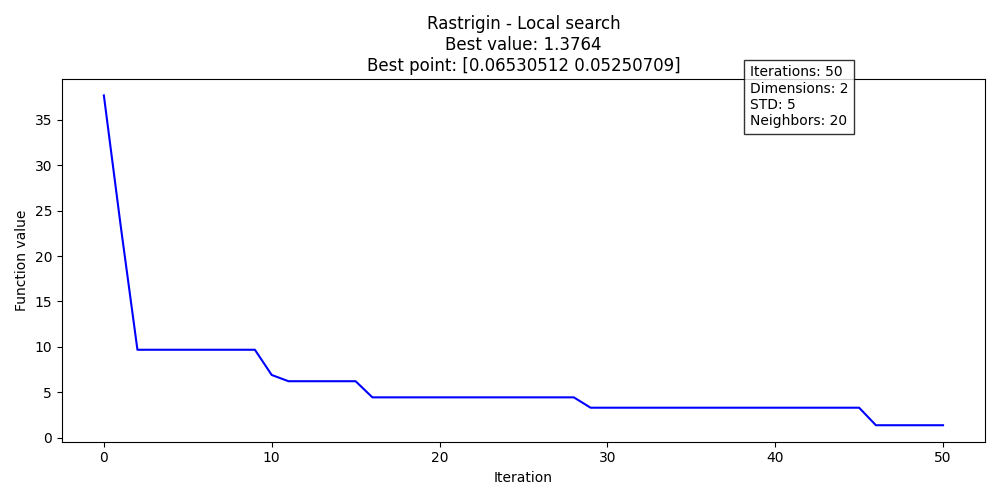 Rastrigin - Local search
Best value: 1.3764
Best point: [0.06530512 0.05250709]
Iterations: 50
Dimensions: 2
STD: 5
Neighbors: 20
Function value
35
30
25
20
15
10
5
0
0 10 20 30 40 50
Iteration